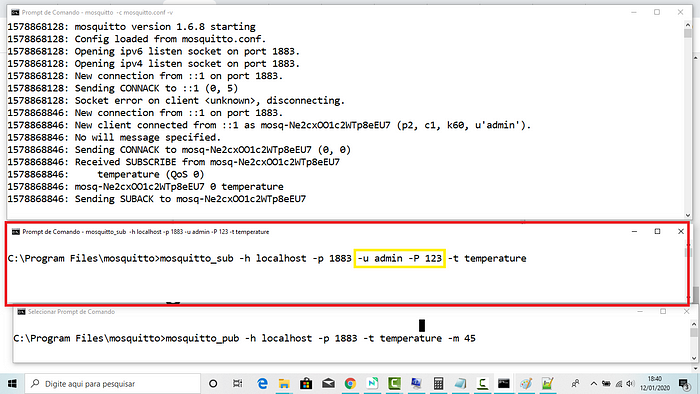 Prompt de Comando - mosquitto -c mosquitto.conf -v
1578868128: mosquitto version 1.6.8 starting
1578868128: Config loaded from mosquitto.conf.
1578868128: Opening ipv6 listen socket on port 1883.
1578868128: Opening ipv4 listen socket on port 1883.
1578868128: New connection from ::1 on port 1883.
1578868128: Sending CONNACK to ::1 (0, 5)
1578868128: Socket error on client <unknown>, disconnecting.
1578868846: New connection from ::1 on port 1883.
1578868846: New client connected from ::1 as mosq-Ne2cxOO1c2WTp8eEU7 (p2, c1, k60, u'admin').
1578868846: No will message specified.
1578868846: Sending CONNACK to mosq-Ne2cxOO1c2WTp8eEU7 (0, 0)
1578868846: Received SUBSCRIBE from mosq-Ne2cxOO1c2WTp8eEU7
1578868846: temperature (QoS 0)
1578868846: mosq-Ne2cxOO1c2WTp8eEU7 0 temperature
1578868846: Sending SUBACK to mosq-Ne2cxOO1c2WTp8eEU7
Prompt de Comando - mosquitto_sub -h localhost -p 1883 -u admin -P 123 -t temperature
C:\Program Files\mosquitto>mosquitto_sub -h localhost -p 1883 -u admin -P 123 -t temperature
Selecionar Prompt de Comando
C:\Program Files\mosquitto>mosquitto_pub -h localhost -p 1883 -t temperature -m 45
Digite aqui para pesquisar
18:40
12/01/2020